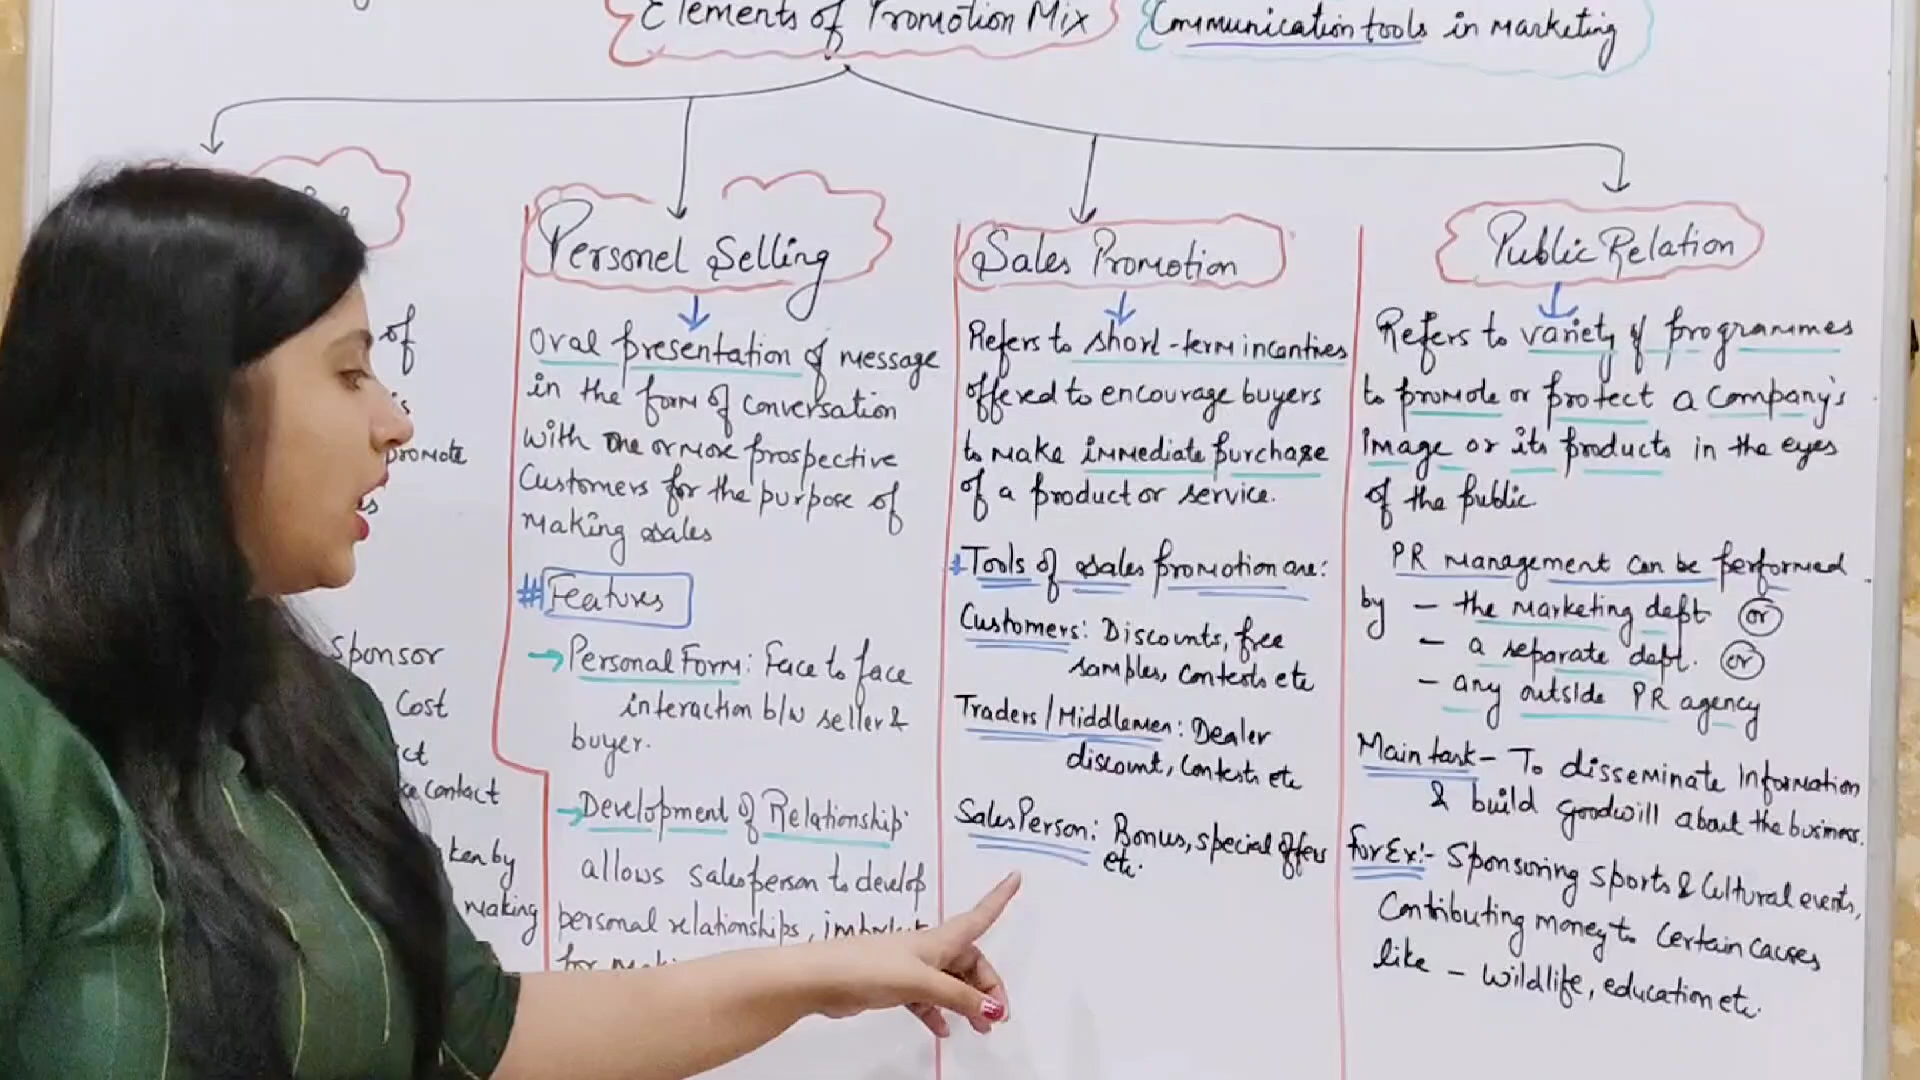 Elements of Promotion Mix
Communication tools in marketing
of
is
promote
Sponsor
Cost
ct
contact
ken by
making
Personel Selling
Oral presentation of message
in the form of conversation
with one or more prospective
Customers for the purpose of
making sales
# Features
→ Personal Form: Face to face
interaction b/w seller &
buyer.
→ Development of Relationship:
allows salesperson to develop
personal relationships,
Sales Promotion
Refers to short-term incentives
offered to encourage buyers
to make immediate purchase
of a product or service.
* Tools of sales promotion are:
Customers: Discounts, free
samples, Contests etc
Traders/Middlemen: Dealer
discount, Contests etc
Sales Person: Bonus, special offers
etc.
Public Relation
Refers to variety of programmes
to promote or protect a Company's
image or its products in the eyes
of the public
PR management can be performed
by - the marketing dept or
- a separate dept. or
- any outside PR agency
Main task - To disseminate Information
& build goodwill about the business.
For Ex:- Sponsoring sports & Cultural events,
Contributing money to Certain causes
like - wildlife, education etc.